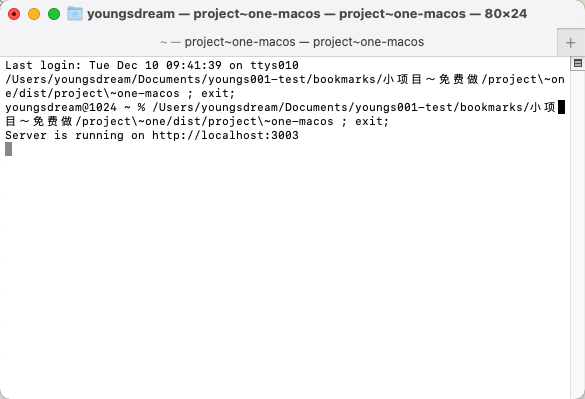 youngsdream — project~one-macos — project~one-macos — 80×24
~ — project~one-macos — project~one-macos
Last login: Tue Dec 10 09:41:39 on ttys010
/Users/youngsdream/Documents/youngs001-test/bookmarks/小项目～免费做/project\~on
e/dist/project\~one-macos ; exit;
youngsdream@1024 ~ % /Users/youngsdream/Documents/youngs001-test/bookmarks/小项
目～免费做/project\~one/dist/project\~one-macos ; exit;
Server is running on http://localhost:3003